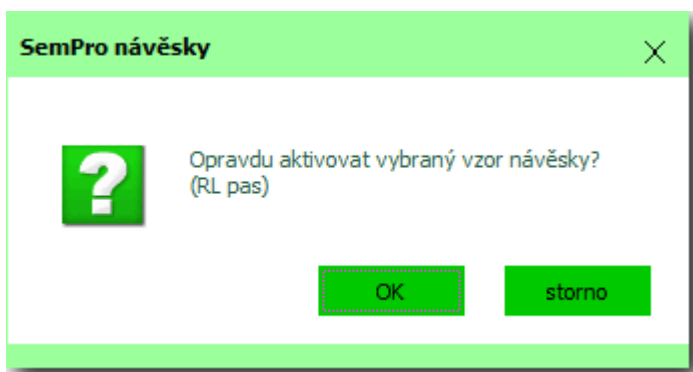 SemPro návěsky
Opravdu aktivovat vybraný vzor návěsky?
(RL pas)
OK
storno